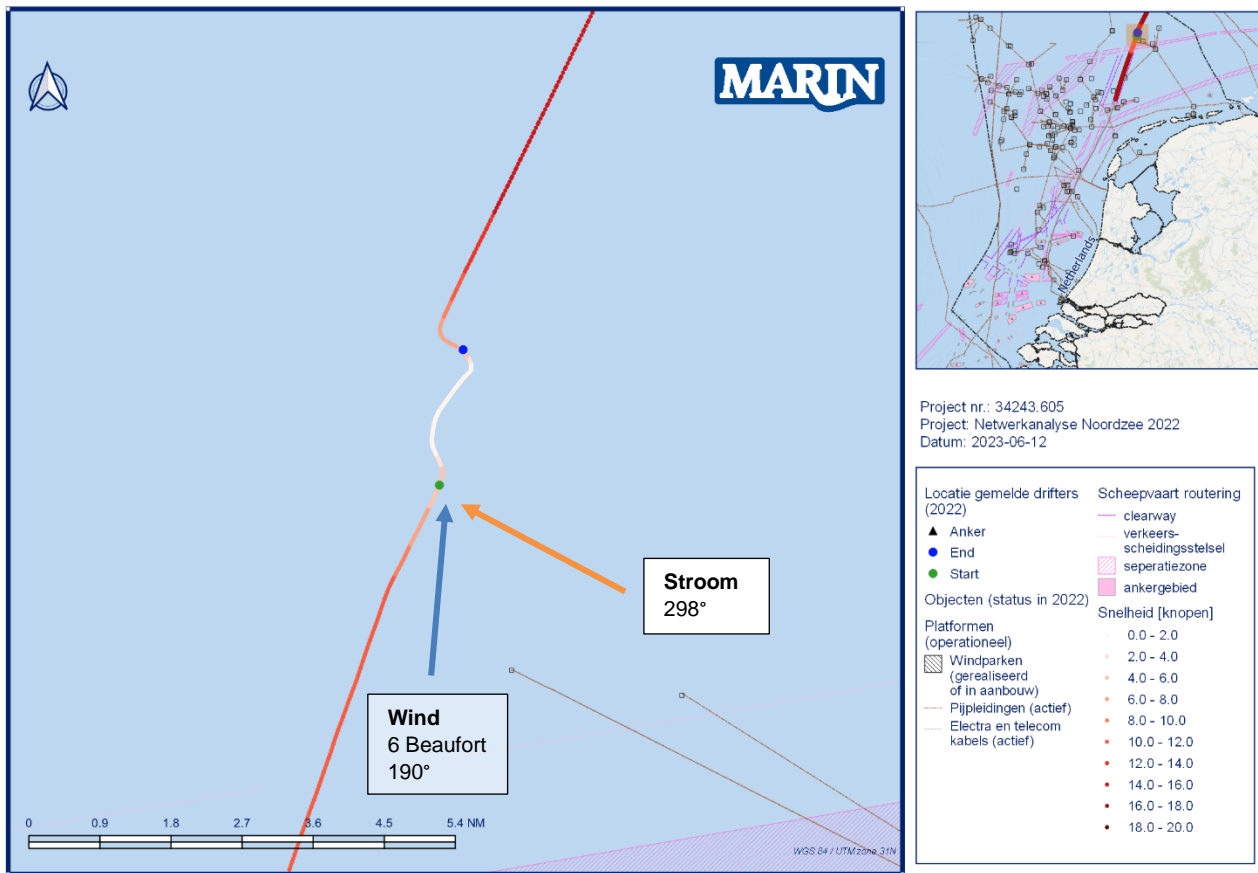 MARIN
Stroom
298°
Wind
6 Beaufort
190°
0 0.9 1.8 2.7 3.6 4.5 5.4 NM
WGS 84 / UTM zone 31N
Netherlands
Project nr.: 34243.605
Project: Netwerkanalyse Noordzee 2022
Datum: 2023-06-12
Locatie gemelde drifters
(2022)
Anker
End
Start
Objecten (status in 2022)
Platformen
(operationeel)
Windparken
(gerealiseerd
of in aanbouw)
Pijpleidingen (actief)
Electra en telecom
kabels (actief)
Scheepvaart routering
clearway
verkeers-
scheidingsstelsel
seperatiezone
ankergebied
Snelheid [knopen]
0.0 - 2.0
2.0 - 4.0
4.0 - 6.0
6.0 - 8.0
8.0 - 10.0
10.0 - 12.0
12.0 - 14.0
14.0 - 16.0
16.0 - 18.0
18.0 - 20.0